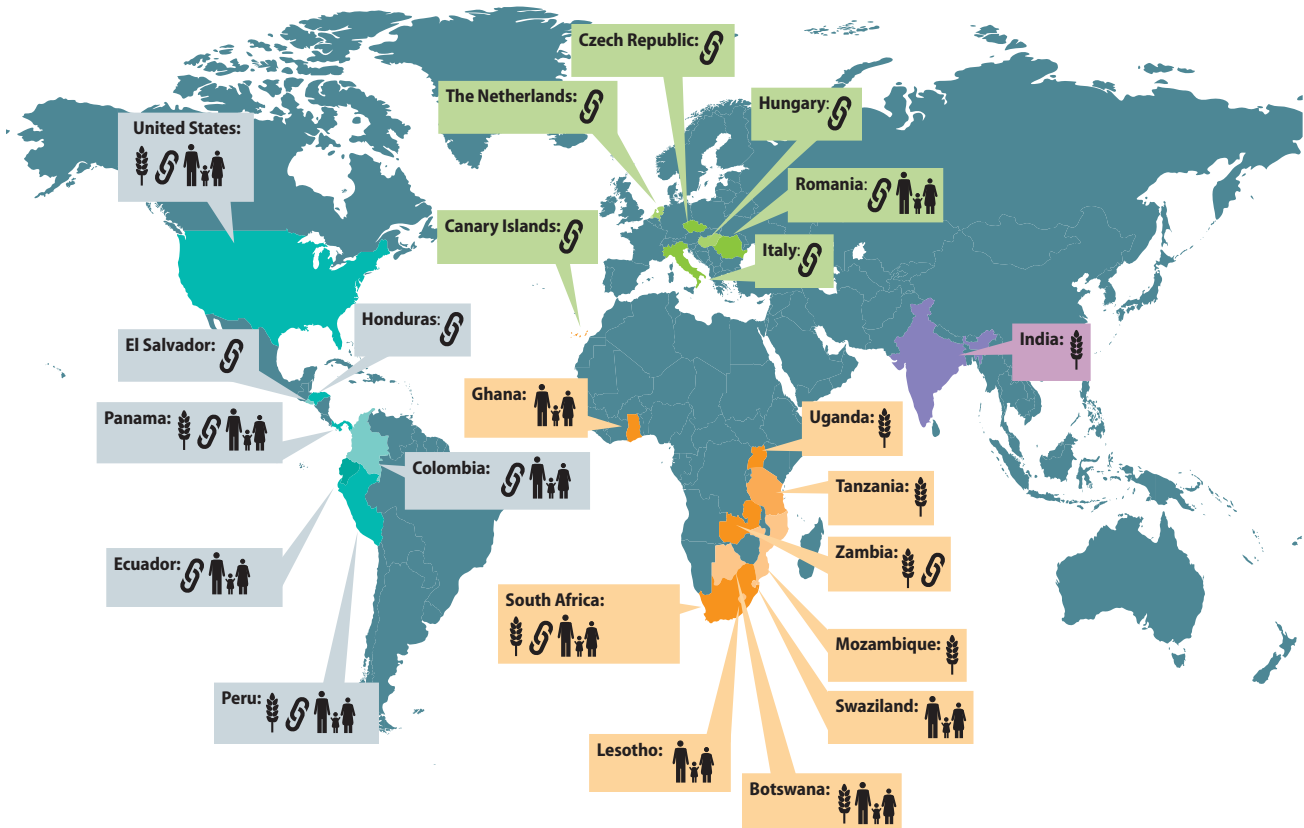 Czech Republic:
The Netherlands:
Hungary:
United States:
Romania:
Canary Islands:
Italy:
Honduras:
El Salvador:
India:
Ghana:
Panama:
Uganda:
Colombia:
Tanzania:
Ecuador:
Zambia:
South Africa:
Mozambique:
Peru:
Swaziland:
Lesotho:
Botswana: